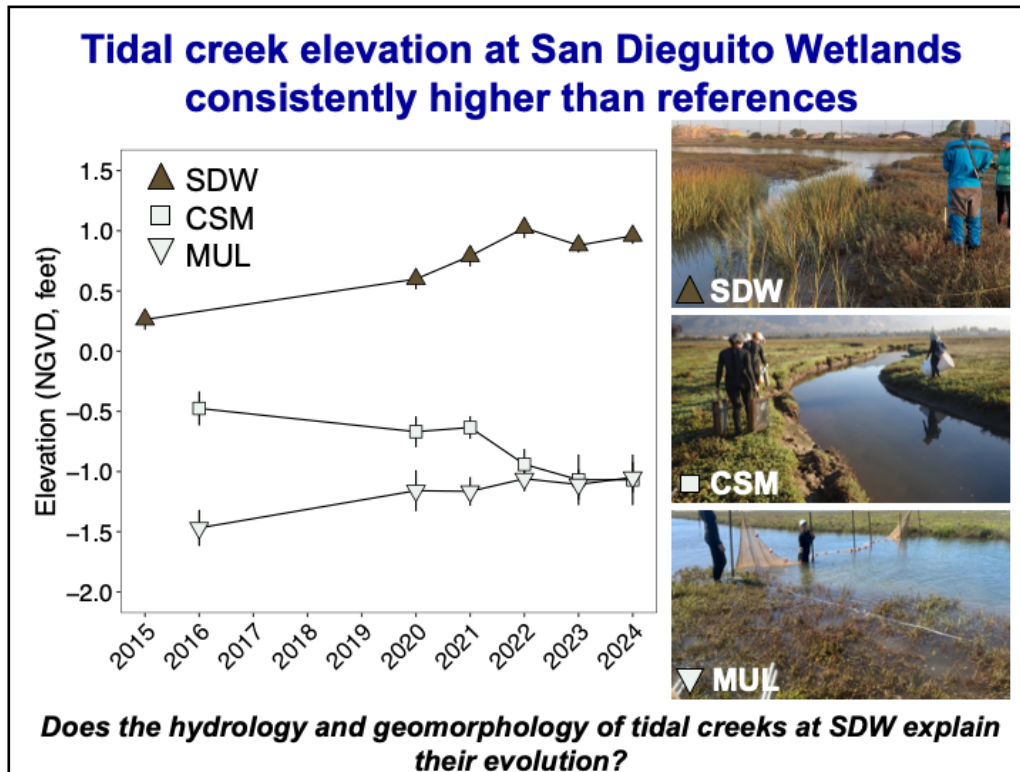 Tidal creek elevation at San Dieguito Wetlands
consistently higher than references
SDW
CSM
MUL
Elevation (NGVD, feet)
1.5
1.0
0.5
0.0
−0.5
−1.0
−1.5
−2.0
2015
2016
2017
2018
2019
2020
2021
2022
2023
2024
SDW
CSM
MUL
Does the hydrology and geomorphology of tidal creeks at SDW explain
their evolution?